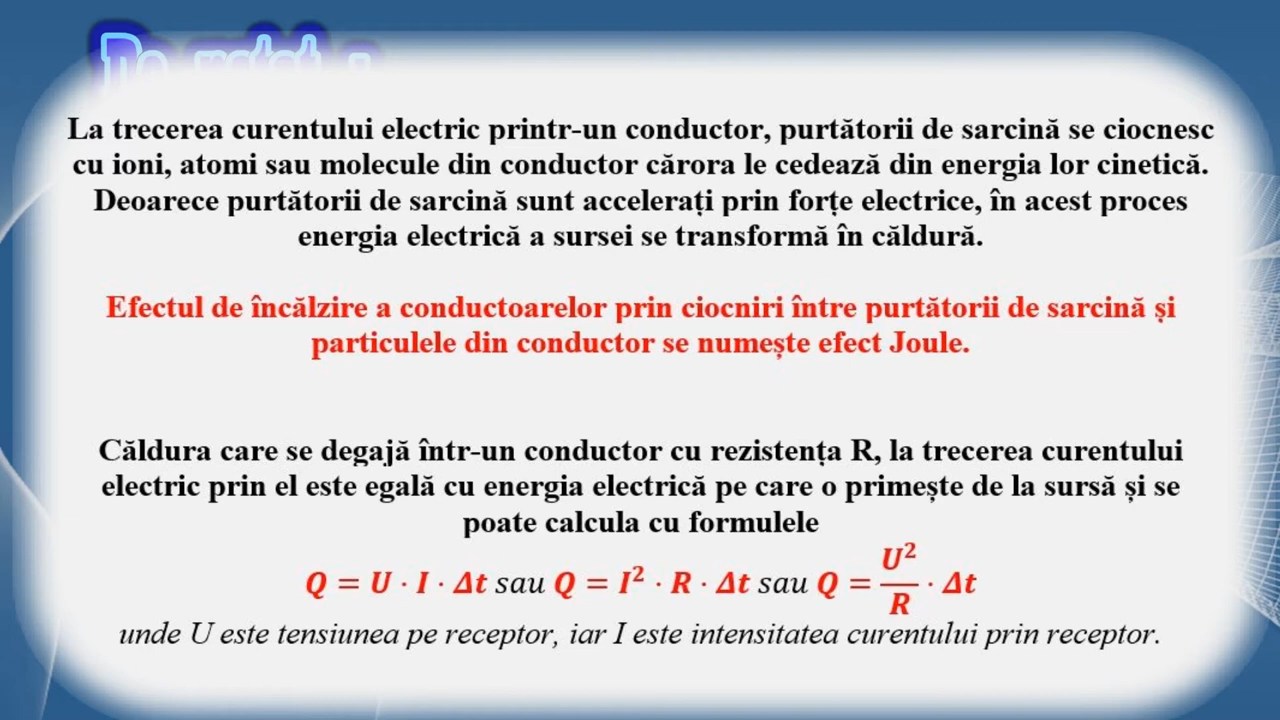 La trecerea curentului electric printr-un conductor, purtătorii de sarcină se ciocnesc
cu ioni, atomi sau molecule din conductor cărora le cedează din energia lor cinetică.
Deoarece purtătorii de sarcină sunt accelerați prin forțe electrice, în acest proces
energia electrică a sursei se transformă în căldură.
Efectul de încălzire a conductoarelor prin ciocniri între purtătorii de sarcină și
particulele din conductor se numește efect Joule.
Căldura care se degajă într-un conductor cu rezistența R, la trecerea curentului
electric prin el este egală cu energia electrică pe care o primește de la sursă și se
poate calcula cu formulele
Q = U · I · Δt sau Q = I² · R · Δt sau Q = U²/R · Δt
unde U este tensiunea pe receptor, iar I este intensitatea curentului prin receptor.